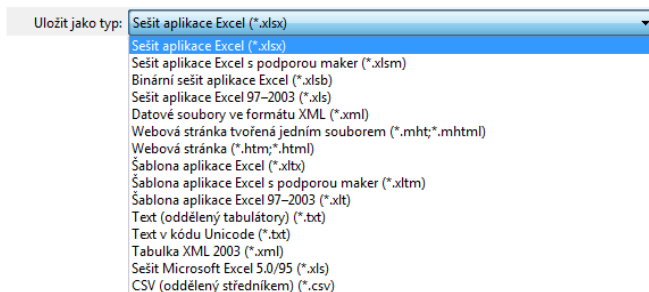 Uložit jako typ: Sešit aplikace Excel (*.xlsx)
Sešit aplikace Excel (*.xlsx)
Sešit aplikace Excel s podporou maker (*.xlsm)
Binární sešit aplikace Excel (*.xlsb)
Sešit aplikace Excel 97–2003 (*.xls)
Datové soubory ve formátu XML (*.xml)
Webová stránka tvořená jedním souborem (*.mht;*.mhtml)
Webová stránka (*.htm;*.html)
Šablona aplikace Excel (*.xltx)
Šablona aplikace Excel s podporou maker (*.xltm)
Šablona aplikace Excel 97–2003 (*.xlt)
Text (oddělený tabulátory) (*.txt)
Text v kódu Unicode (*.txt)
Tabulka XML 2003 (*.xml)
Sešit Microsoft Excel 5.0/95 (*.xls)
CSV (oddělený středníkem) (*.csv)